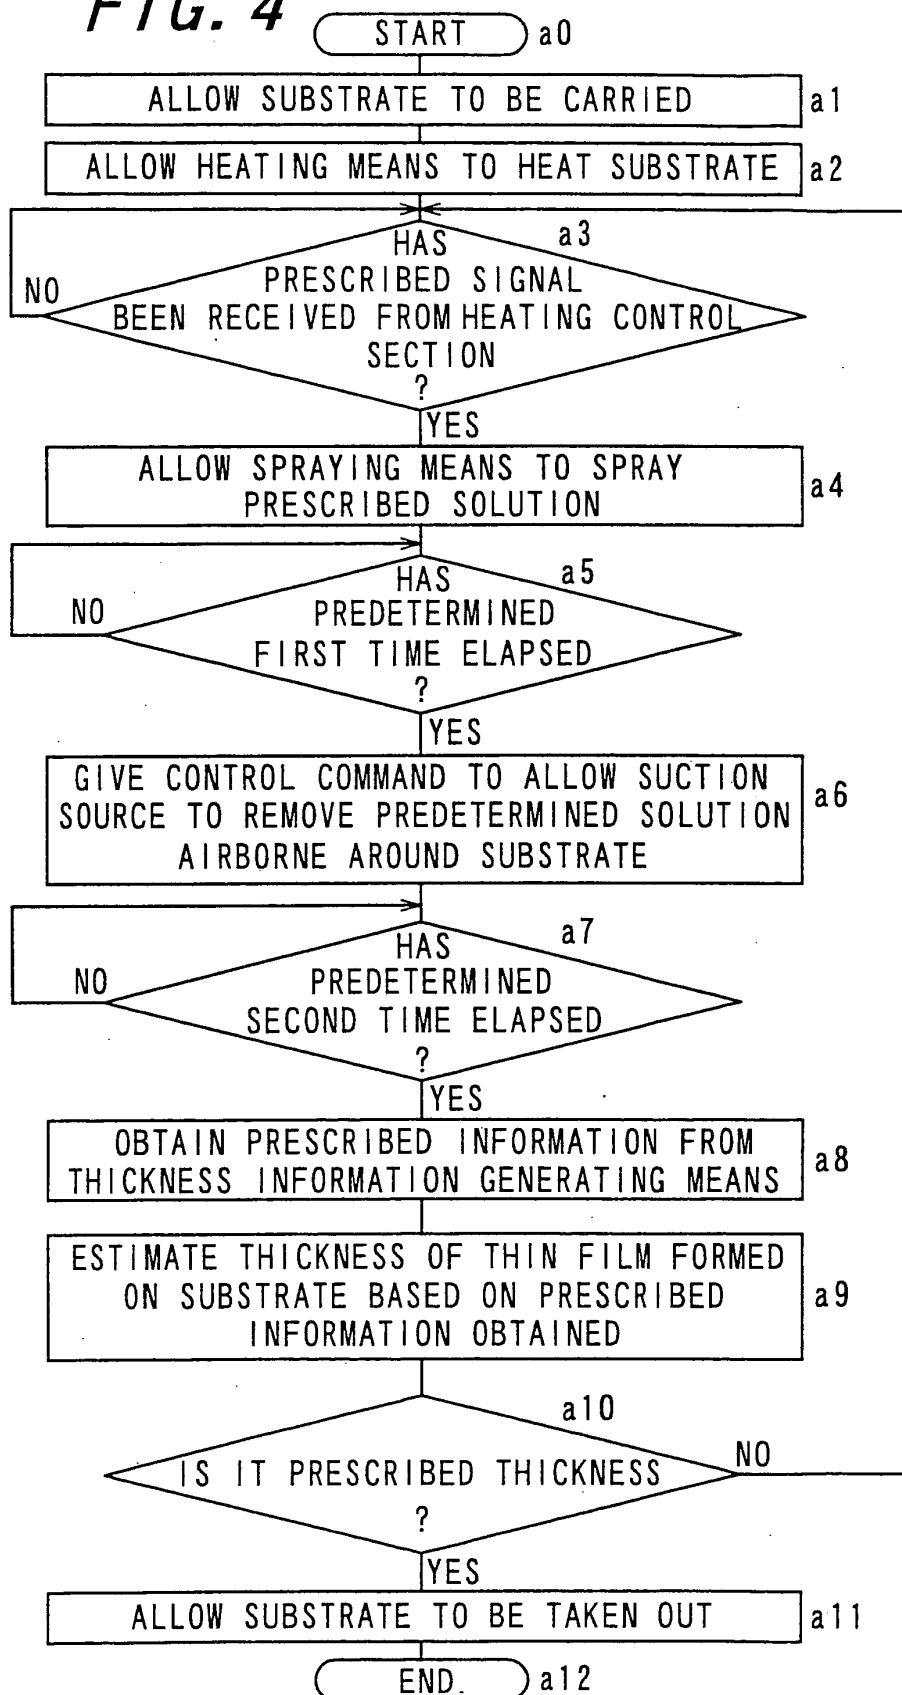 FIG. 4
START a0
ALLOW SUBSTRATE TO BE CARRIED a1
ALLOW HEATING MEANS TO HEAT SUBSTRATE a2
a3
HAS
PRESCRIBED SIGNAL
NO
BEEN RECEIVED FROM HEATING CONTROL
SECTION
?
YES
ALLOW SPRAYING MEANS TO SPRAY
PRESCRIBED SOLUTION
a4
HAS a5
NO PREDETERMINED
FIRST TIME ELAPSED
?
YES
GIVE CONTROL COMMAND TO ALLOW SUCTION
SOURCE TO REMOVE PREDETERMINED SOLUTION
AIRBORNE AROUND SUBSTRATE
a6
a7
HAS
NO PREDETERMINED
SECOND TIME ELAPSED
?
YES
OBTAIN PRESCRIBED INFORMATION FROM
THICKNESS INFORMATION GENERATING MEANS
a8
ESTIMATE THICKNESS OF THIN FILM FORMED
ON SUBSTRATE BASED ON PRESCRIBED
INFORMATION OBTAINED
a9
a10
IS IT PRESCRIBED THICKNESS
NO
?
YES
ALLOW SUBSTRATE TO BE TAKEN OUT a11
END. a12